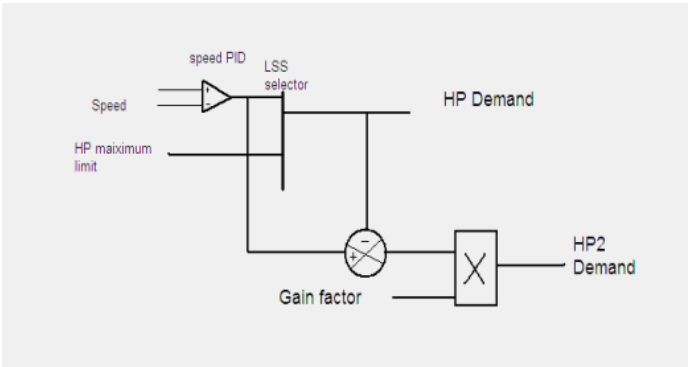 speed PID
LSS
selector
Speed
HP Demand
HP maiximum
limit
+
-
−
+
HP2
Demand
X
Gain factor